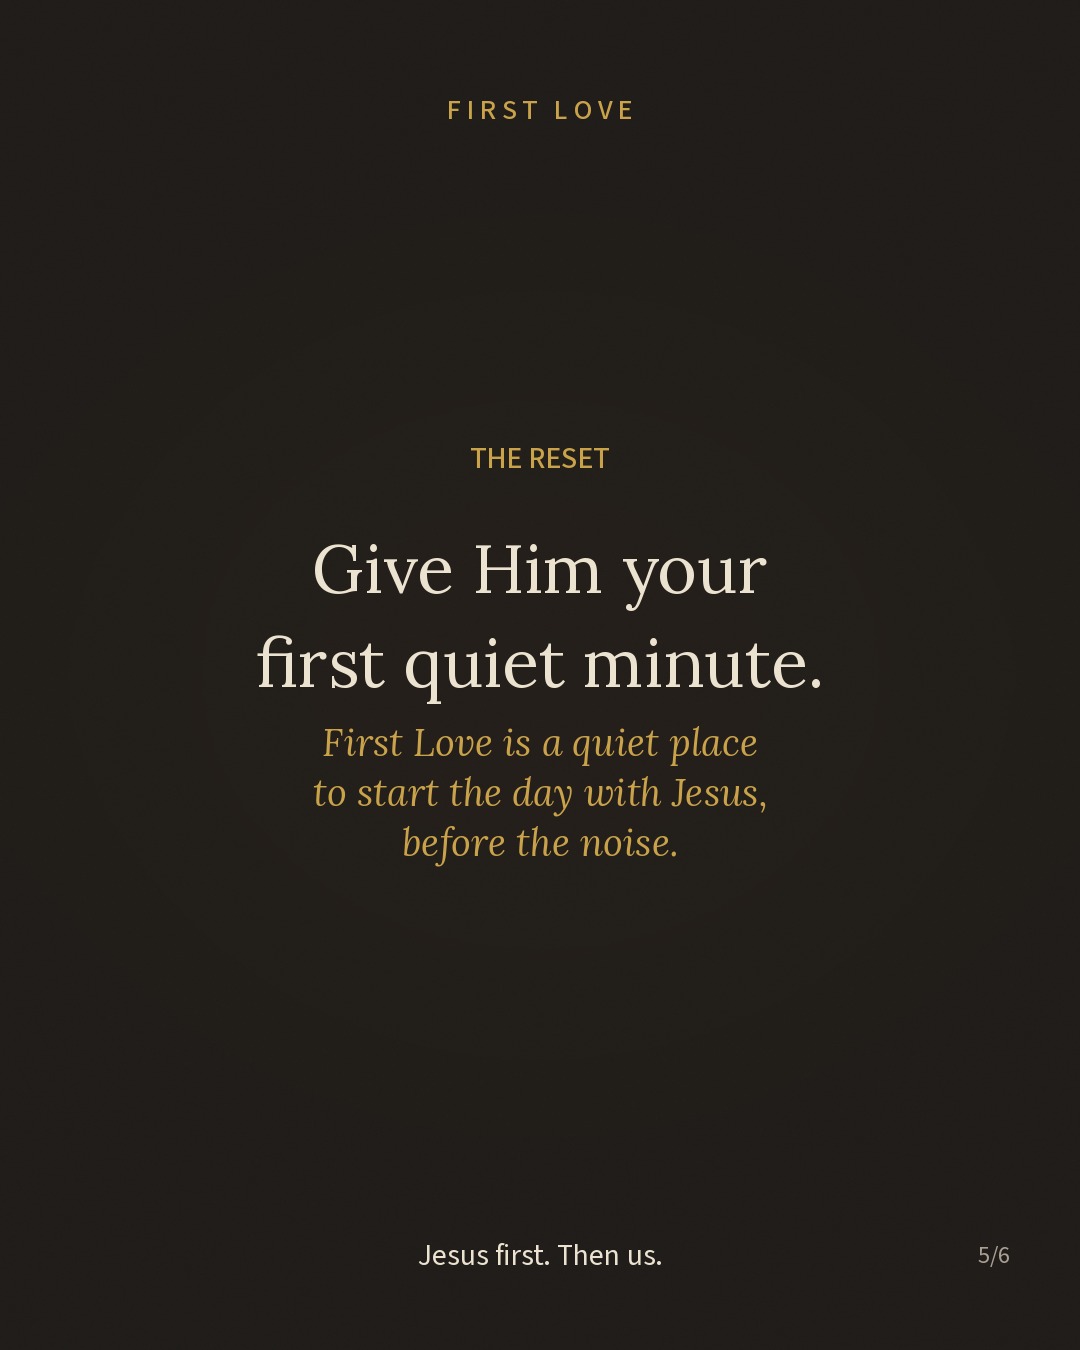 FIRST LOVE
THE RESET
Give Him your
first quiet minute.
First Love is a quiet place
to start the day with Jesus,
before the noise.
Jesus first. Then us.
5/6